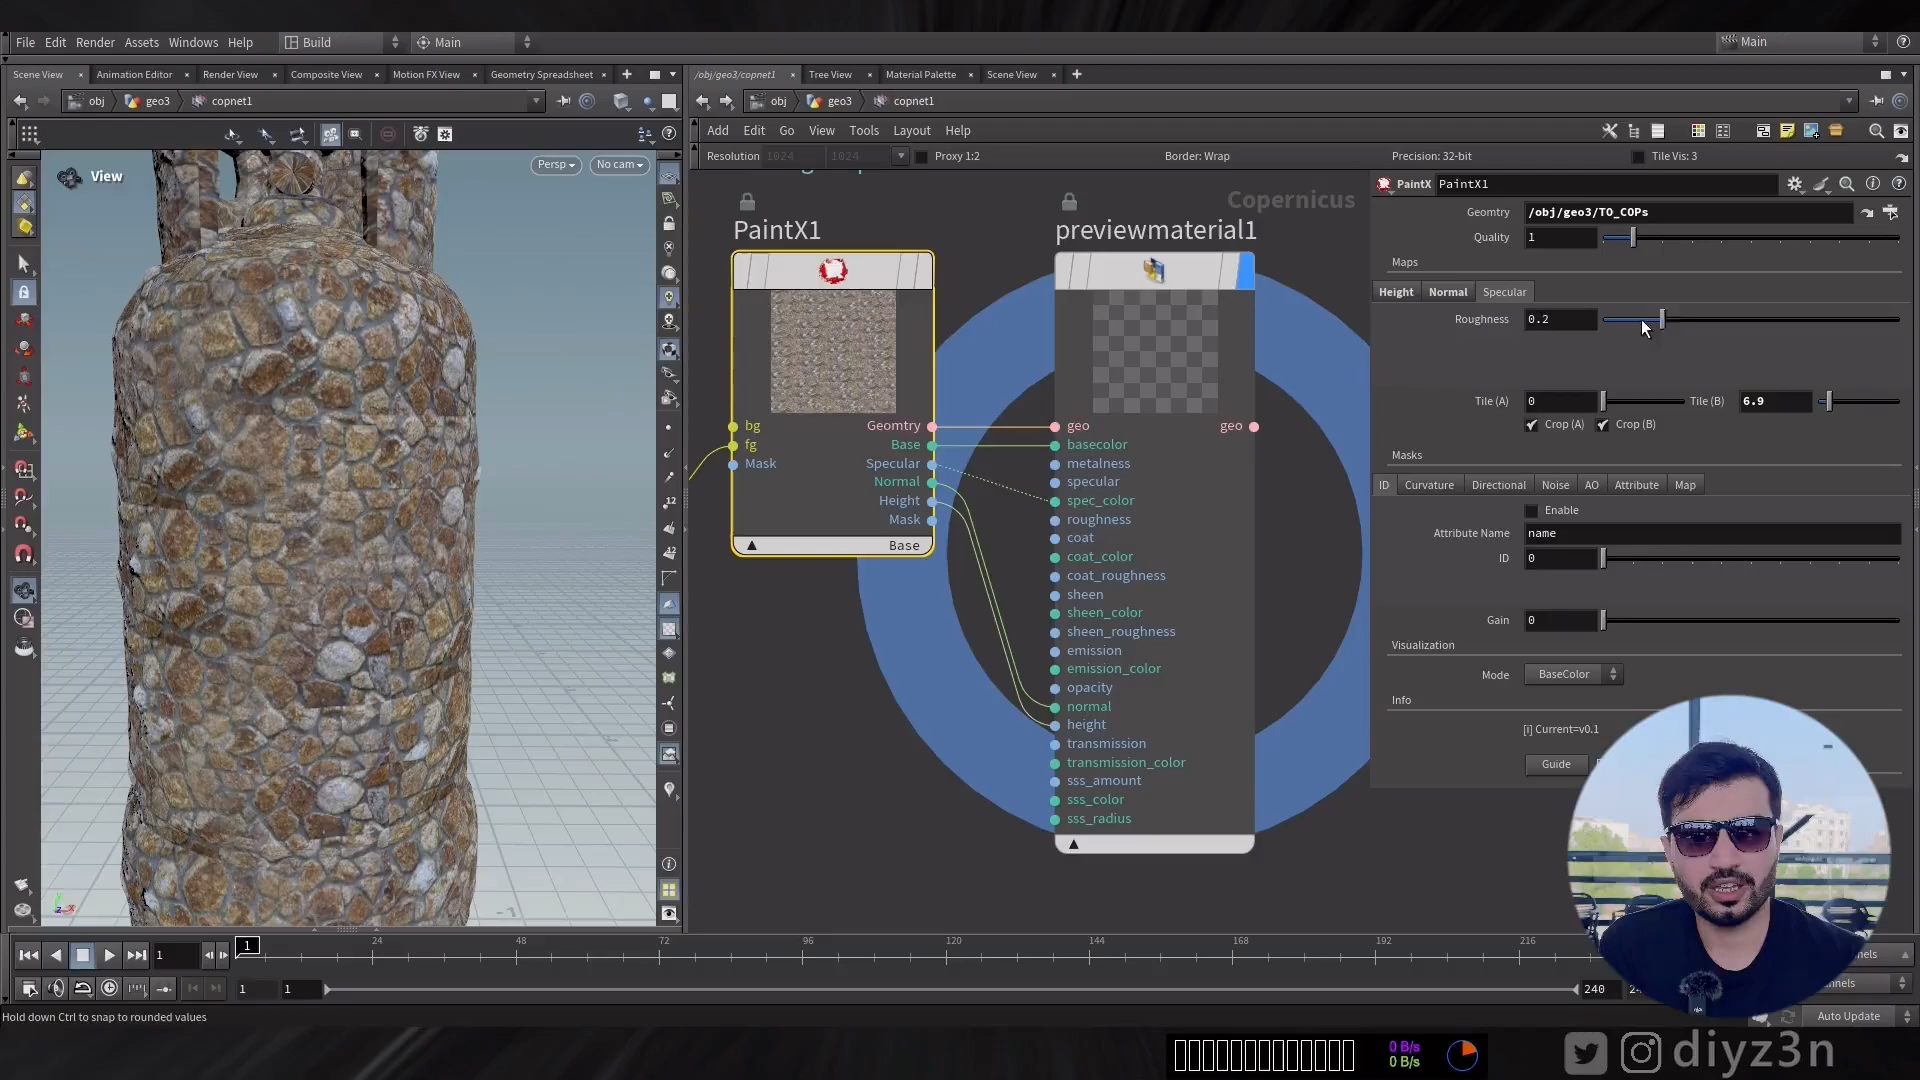 File Edit Render Assets Windows Help Build Main Main
Scene View Animation Editor Render View Composite View Motion FX View Geometry Spreadsheet
/obj/geo3/copnet1 Tree View Material Palette Scene View
obj geo3 copnet1
obj geo3 copnet1
Add Edit Go View Tools Layout Help
Resolution 1024 1024 Proxy 1:2 Border: Wrap Precision: 32-bit Tile Vis: 3
View
Persp No cam
Copernicus
PaintX1
bg
fg
Mask
Geomtry
Base
Specular
Normal
Height
Mask
Base
previewmaterial1
geo geo
basecolor
metalness
specular
spec_color
roughness
coat
coat_color
coat_roughness
sheen
sheen_color
sheen_roughness
emission
emission_color
opacity
normal
height
transmission
transmission_color
sss_amount
sss_color
sss_radius
PaintX PaintX1
Geomtry /obj/geo3/TO_COPs
Quality 1
Maps
Height Normal Specular
Roughness 0.2
Tile (A) 0 Tile (B) 6.9
Crop (A) Crop (B)
Masks
ID Curvature Directional Noise AO Attribute Map
Enable
Attribute Name name
ID 0
Gain 0
Visualization
Mode BaseColor
Info
[i] Current=v0.1
Guide
1 1 24 48 72 96 120 144 168 192 216
1 1 240
Hold down Ctrl to snap to rounded values
Auto Update
0 B/s
0 B/s
diyz3n